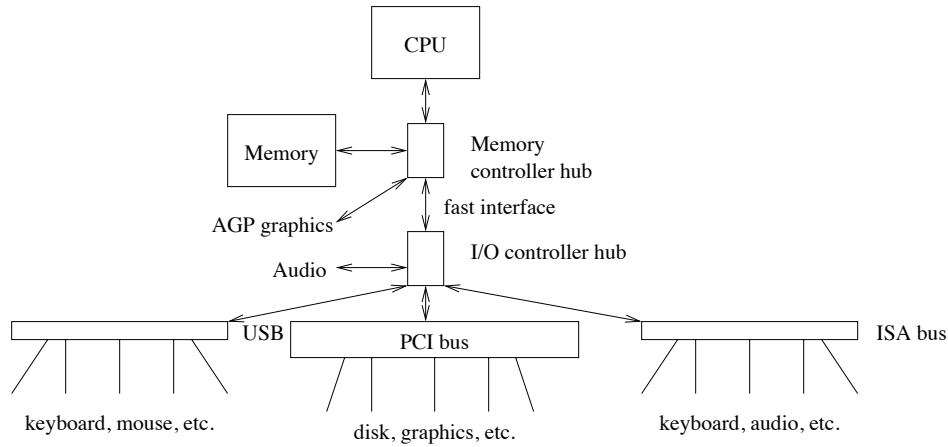 CPU
Memory
Memory
controller hub
AGP graphics
fast interface
I/O controller hub
Audio
USB
PCI bus
ISA bus
keyboard, mouse, etc.
disk, graphics, etc.
keyboard, audio, etc.